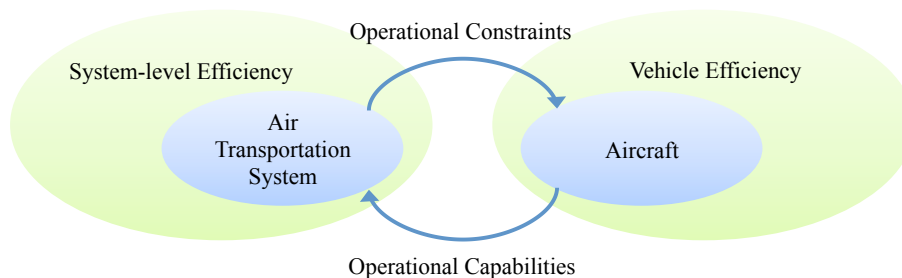 Operational Constraints
System-level Efficiency
Vehicle Efficiency
Air
Transportation
System
Aircraft
Operational Capabilities